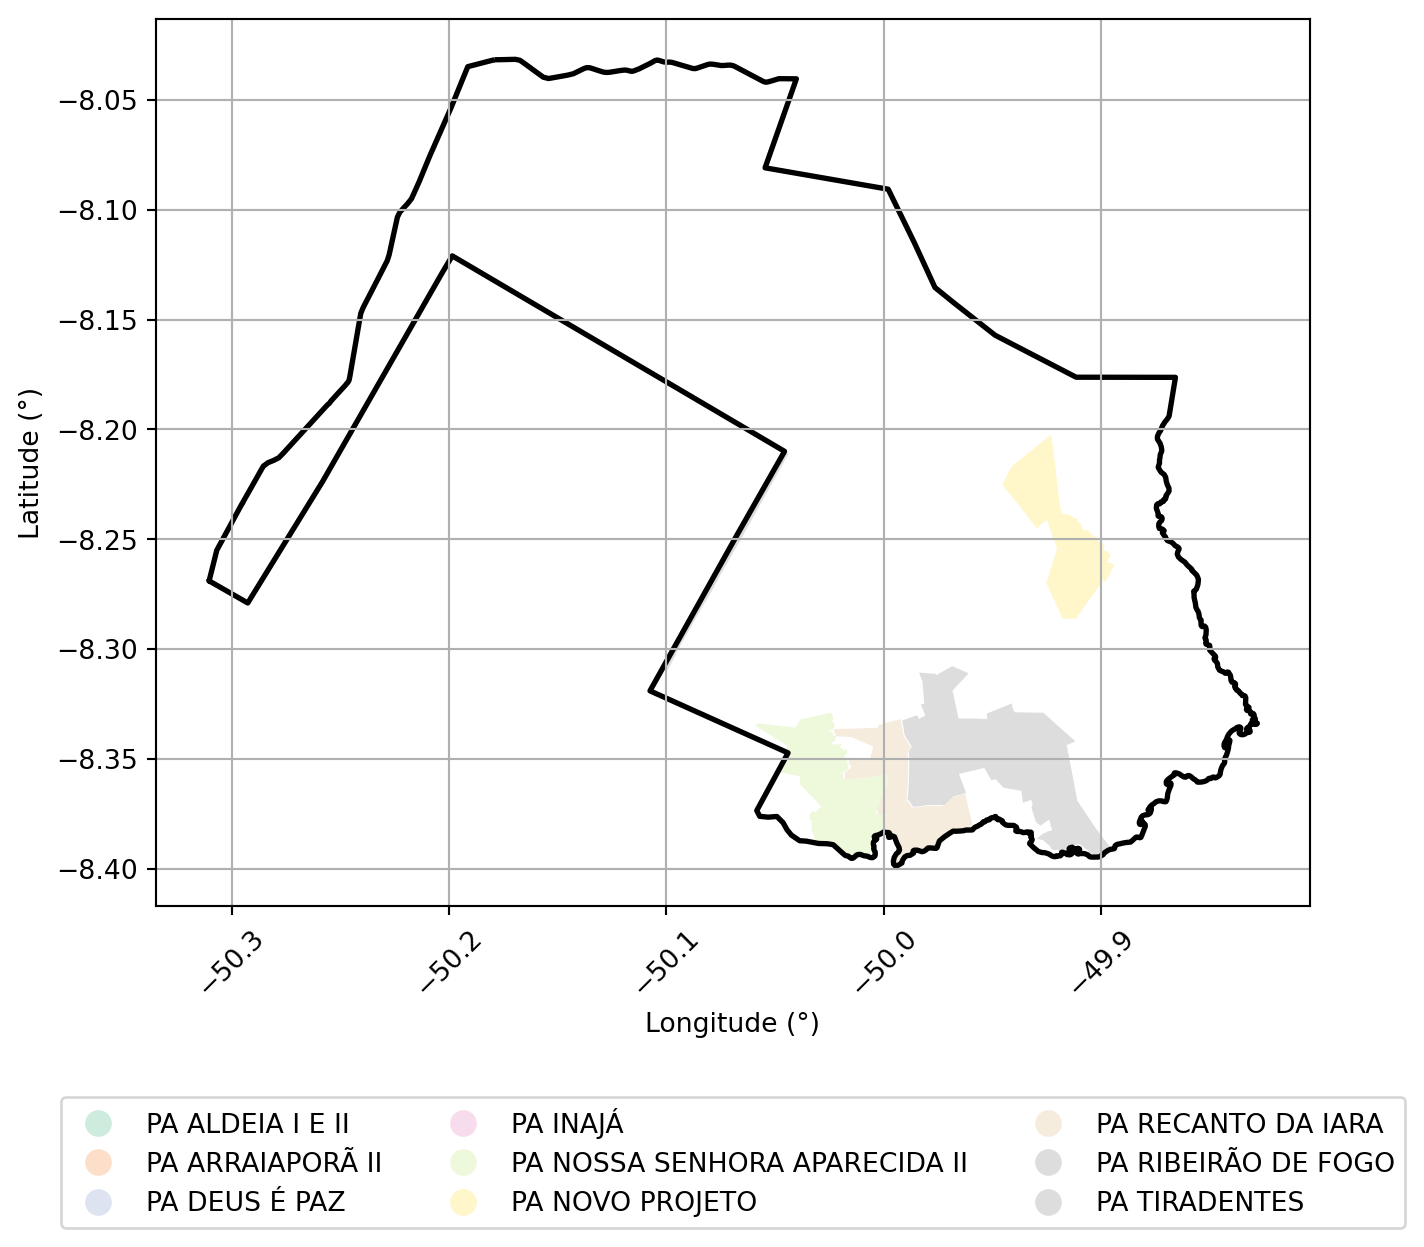 −8.05
−8.10
−8.15
−8.20
−8.25
−8.30
−8.35
−8.40
Latitude (°)
−50.3
−50.2
−50.1
−50.0
−49.9
Longitude (°)
PA ALDEIA I E II
PA ARRAIAPORÃ II
PA DEUS É PAZ
PA INAJÁ
PA NOSSA SENHORA APARECIDA II
PA NOVO PROJETO
PA RECANTO DA IARA
PA RIBEIRÃO DE FOGO
PA TIRADENTES